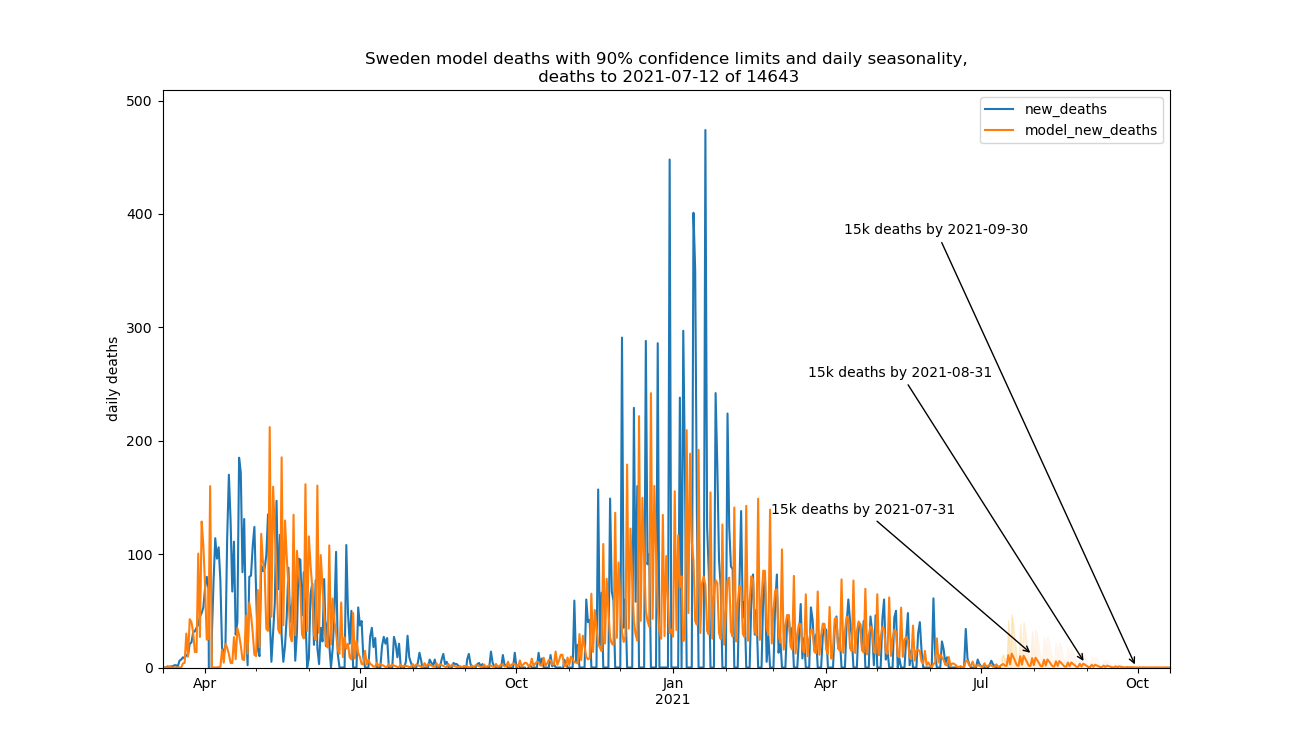 Sweden model deaths with 90% confidence limits and daily seasonality,
deaths to 2021-07-12 of 14643
500
new_deaths
model_new_deaths
400
15k deaths by 2021-09-30
300
15k deaths by 2021-08-31
daily deaths
200
15k deaths by 2021-07-31
100
0
Apr
Jul
Oct
Jan
2021
Apr
Jul
Oct